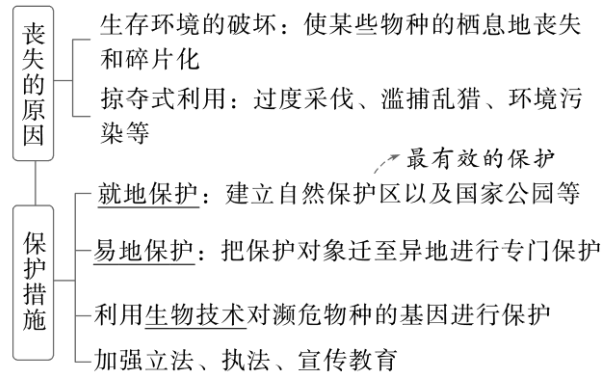 丧失的原因
生存环境的破坏：使某些物种的栖息地丧失
和碎片化
掠夺式利用：过度采伐、滥捕乱猎、环境污
染等
最有效的保护
保护措施
就地保护：建立自然保护区以及国家公园等
易地保护：把保护对象迁至异地进行专门保护
利用生物技术对濒危物种的基因进行保护
加强立法、执法、宣传教育